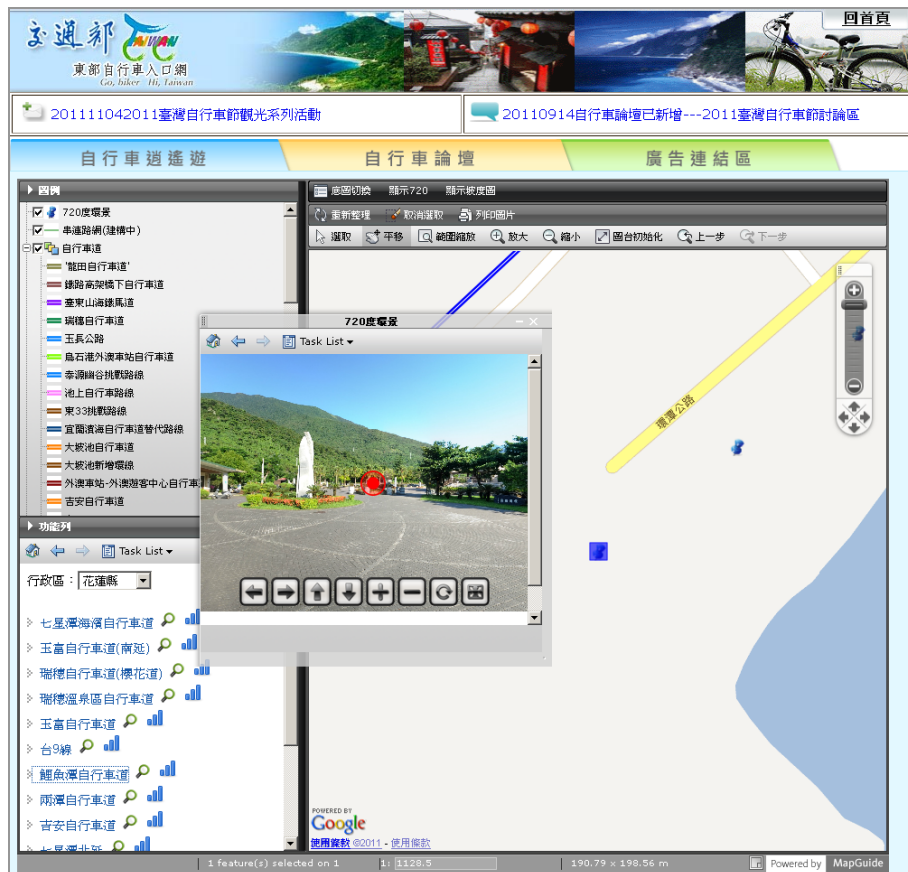 回首頁
交通部
TAIWAN
東部自行車入口網
Go, biker Hi, Taiwan
201111042011臺灣自行車節觀光系列活動
20110914自行車論壇已新增---2011臺灣自行車節討論區
自行車逍遙遊
自行車論壇
廣告連結區
圖例
720度環景
串連路網(建構中)
自行車道
'龍田自行車道'
鐵路高架橋下自行車道
臺東山海鐵馬道
瑞穗自行車道
玉長公路
烏石港外澳車站自行車道
泰源幽谷挑戰路線
池上自行車路線
東33挑戰路線
宜蘭濱海自行車道替代路線
大坡池自行車道
大坡池新增環線
外澳車站-外澳遊客中心自行車
吉安自行車道
功能列
Task List
行政區：
花蓮縣
七星潭海濱自行車道
玉富自行車道(南延)
瑞穗自行車道(櫻花道)
瑞穗溫泉區自行車道
玉富自行車道
台9線
鯉魚潭自行車道
兩潭自行車道
吉安自行車道
七星潭北延
底圖切換 顯示720 顯示坡度圖
重新整理 取消選取 列印圖片
選取 平移 範圍縮放 放大 縮小 圖台初始化 上一步 下一步
720度環景
Task List
環潭公路
POWERED BY
Google
使用條款 ©2011 - 使用條款
1 feature(s) selected on 1
1: 1128.5
190.79 x 198.56 m
Powered by MapGuide